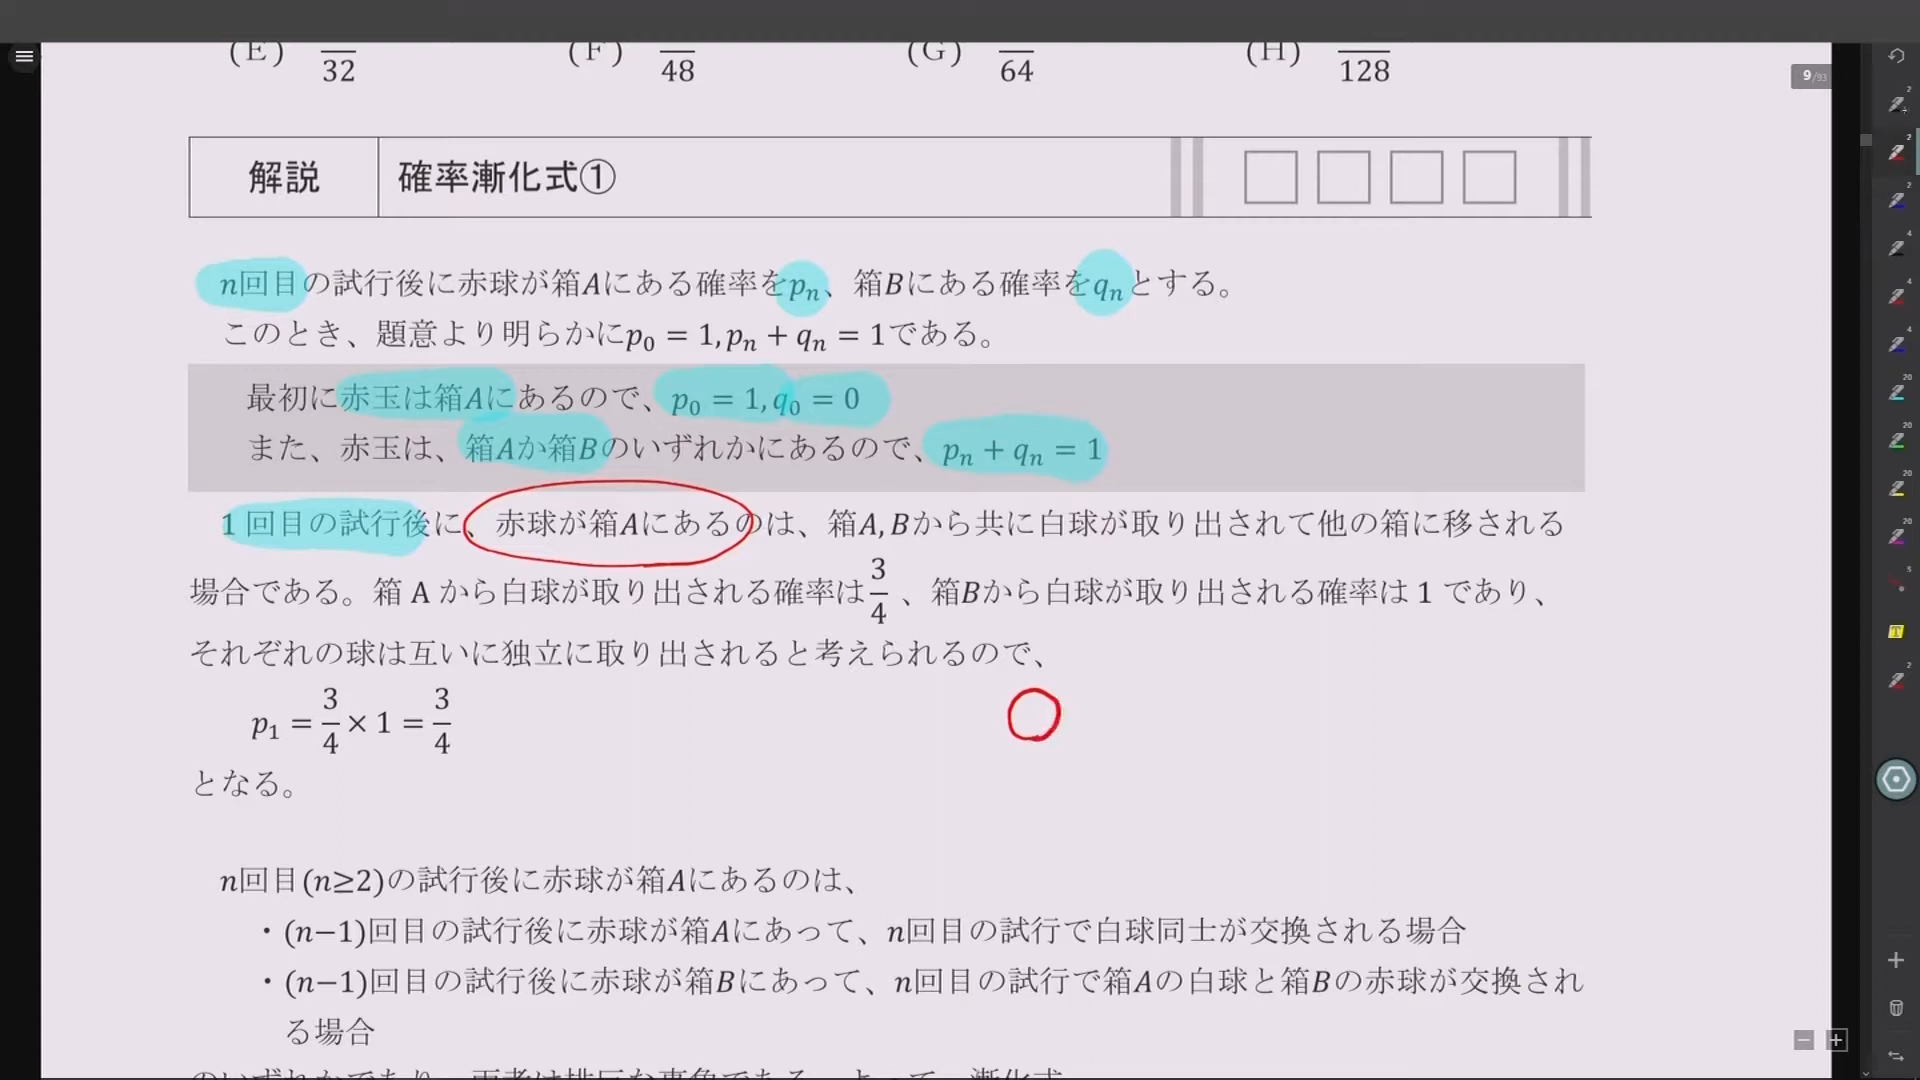 (E) 32 (F) 48 (G) 64 (H) 128
9/93
解説 確率漸化式①
n回目の試行後に赤球が箱Aにある確率をpₙ、箱Bにある確率をqₙとする。
このとき、題意より明らかにp₀ = 1, pₙ + qₙ = 1である。
最初に赤玉は箱Aにあるので、p₀ = 1, q₀ = 0
また、赤玉は、箱Aか箱Bのいずれかにあるので、pₙ + qₙ = 1
1回目の試行後に、赤球が箱Aにあるのは、箱A, Bから共に白球が取り出されて他の箱に移される
場合である。箱 A から白球が取り出される確率は3/4、箱Bから白球が取り出される確率は 1 であり、
それぞれの球は互いに独立に取り出されると考えられるので、
p₁ = 3/4 × 1 = 3/4
となる。
n回目(n≥2)の試行後に赤球が箱Aにあるのは、
・(n−1)回目の試行後に赤球が箱Aにあって、n回目の試行で白球同士が交換される場合
・(n−1)回目の試行後に赤球が箱Bにあって、n回目の試行で箱Aの白球と箱Bの赤球が交換され
る場合